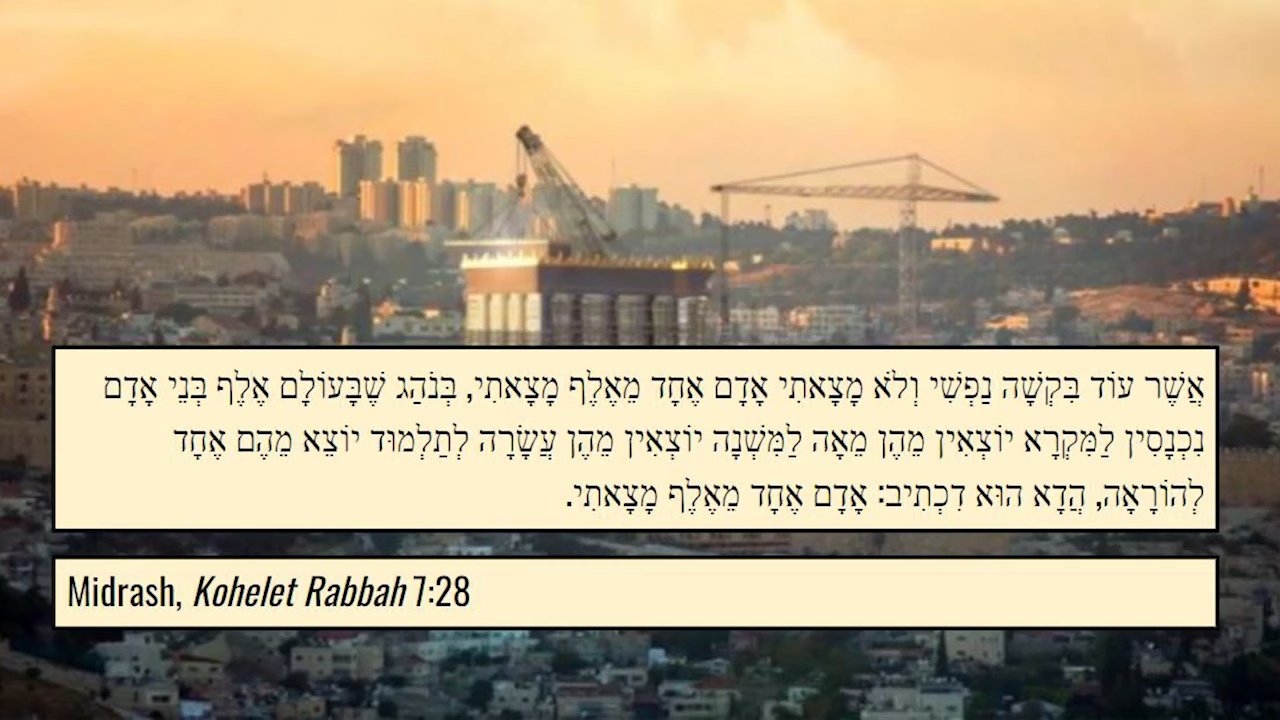 אֲשֶׁר עוֹד בִּקְשָׁה נַפְשִׁי וְלֹא מָצָאתִי אָדָם אֶחָד מֵאֶלֶף מָצָאתִי, בְּנֹהַג שֶׁבָּעוֹלָם אֶלֶף בְּנֵי אָדָם
נִכְנָסִין לַמִּקְרָא יוֹצְאִין מֵהֶן מֵאָה לַמִּשְׁנָה יוֹצְאִין מֵהֶן עֲשָׂרָה לְתַלְמוּד יוֹצֵא מֵהֶם אֶחָד
לְהוֹרָאָה, הֲדָא הוּא דִכְתִיב: אָדָם אֶחָד מֵאֶלֶף מָצָאתִי.
Midrash, Kohelet Rabbah 7:28